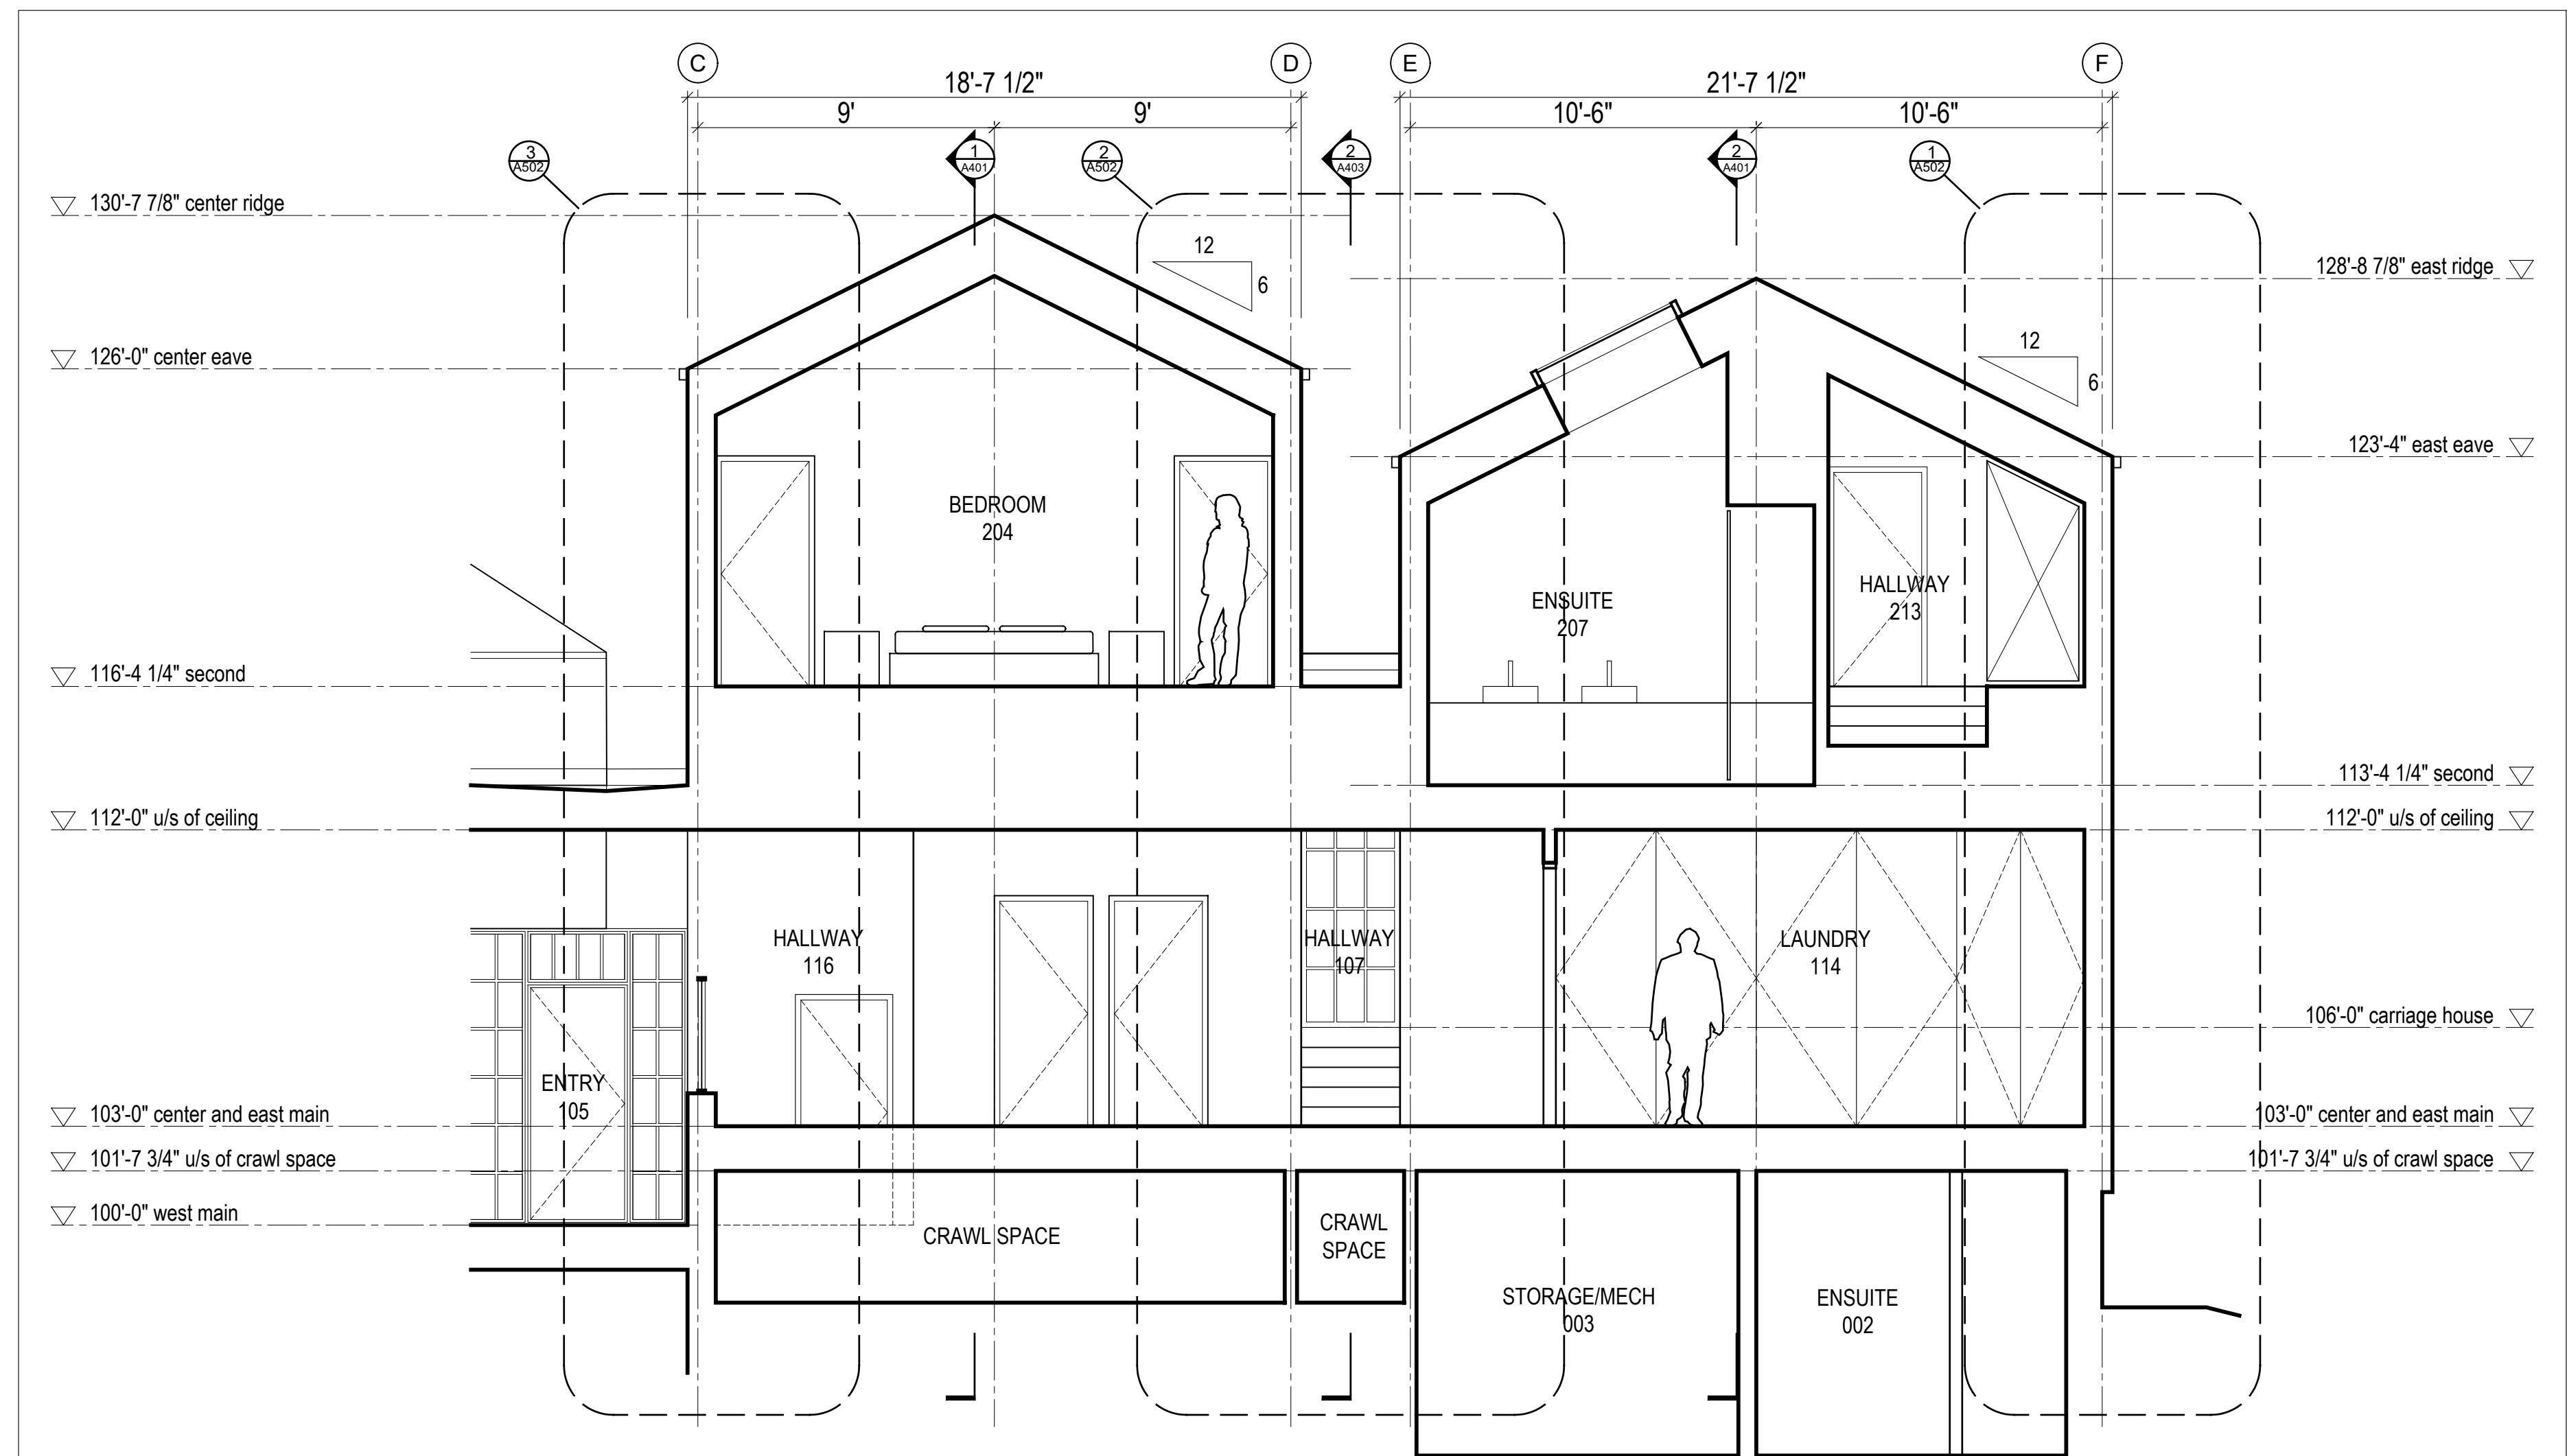 C
D
E
F
18'-7 1/2"
21'-7 1/2"
9'
9'
10'-6"
10'-6"
3
A502
1
A401
2
A502
2
A403
2
A401
1
A502
130'-7 7/8" center ridge
12
6
128'-8 7/8" east ridge
126'-0" center eave
12
6
123'-4" east eave
BEDROOM
204
ENSUITE
207
HALLWAY
213
116'-4 1/4" second
113'-4 1/4" second
112'-0" u/s of ceiling
112'-0" u/s of ceiling
HALLWAY
116
HALLWAY
107
LAUNDRY
114
106'-0" carriage house
ENTRY
105
103'-0" center and east main
103'-0" center and east main
101'-7 3/4" u/s of crawl space
101'-7 3/4" u/s of crawl space
100'-0" west main
CRAWL SPACE
CRAWL
SPACE
STORAGE/MECH
003
ENSUITE
002